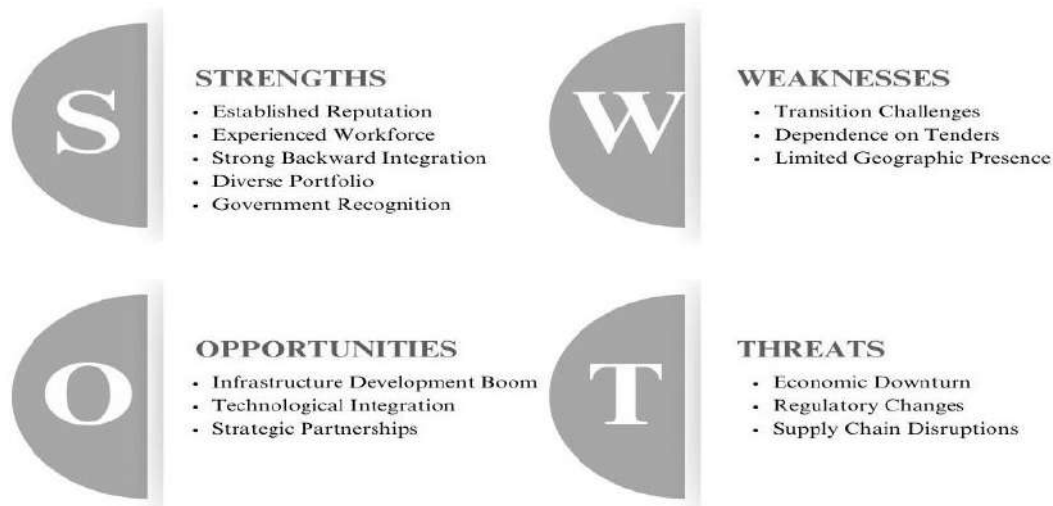 S
STRENGTHS
• Established Reputation
• Experienced Workforce
• Strong Backward Integration
• Diverse Portfolio
• Government Recognition
W
WEAKNESSES
• Transition Challenges
• Dependence on Tenders
• Limited Geographic Presence
O
OPPORTUNITIES
• Infrastructure Development Boom
• Technological Integration
• Strategic Partnerships
T
THREATS
• Economic Downturn
• Regulatory Changes
• Supply Chain Disruptions